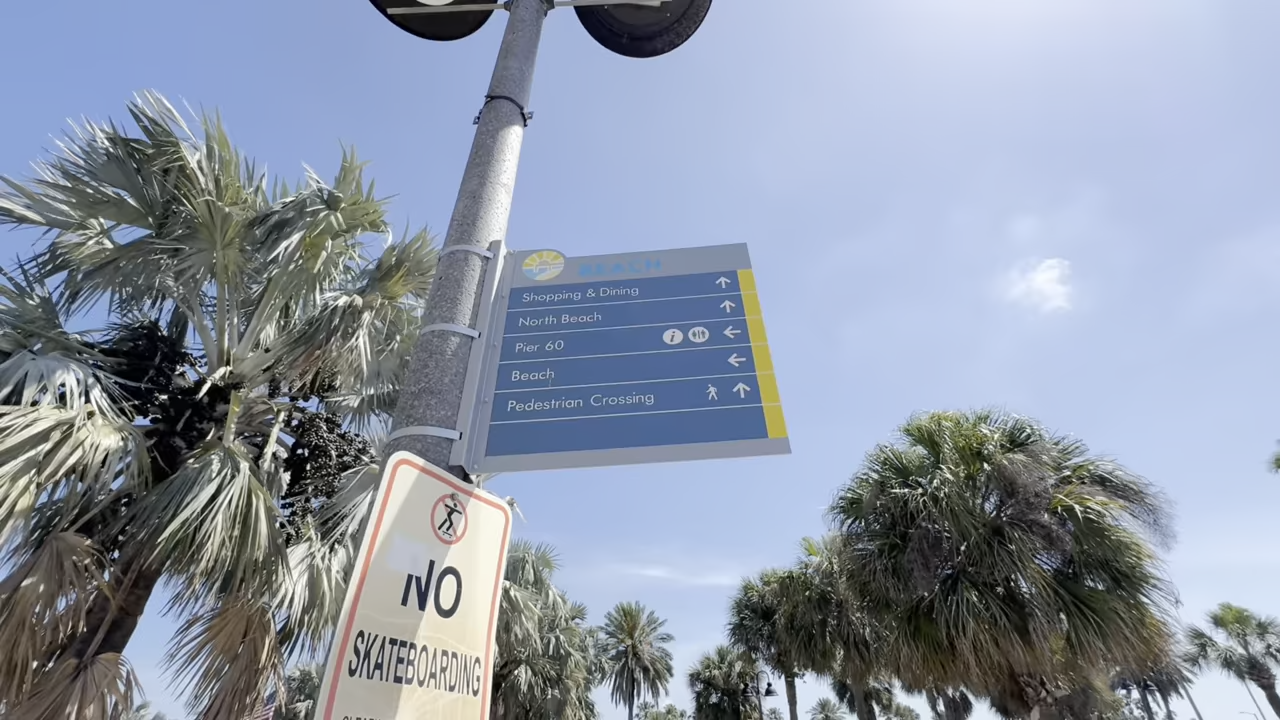 BEACH
Shopping & Dining
North Beach
Pier 60
Beach
Pedestrian Crossing
NO
SKATEBOARDING